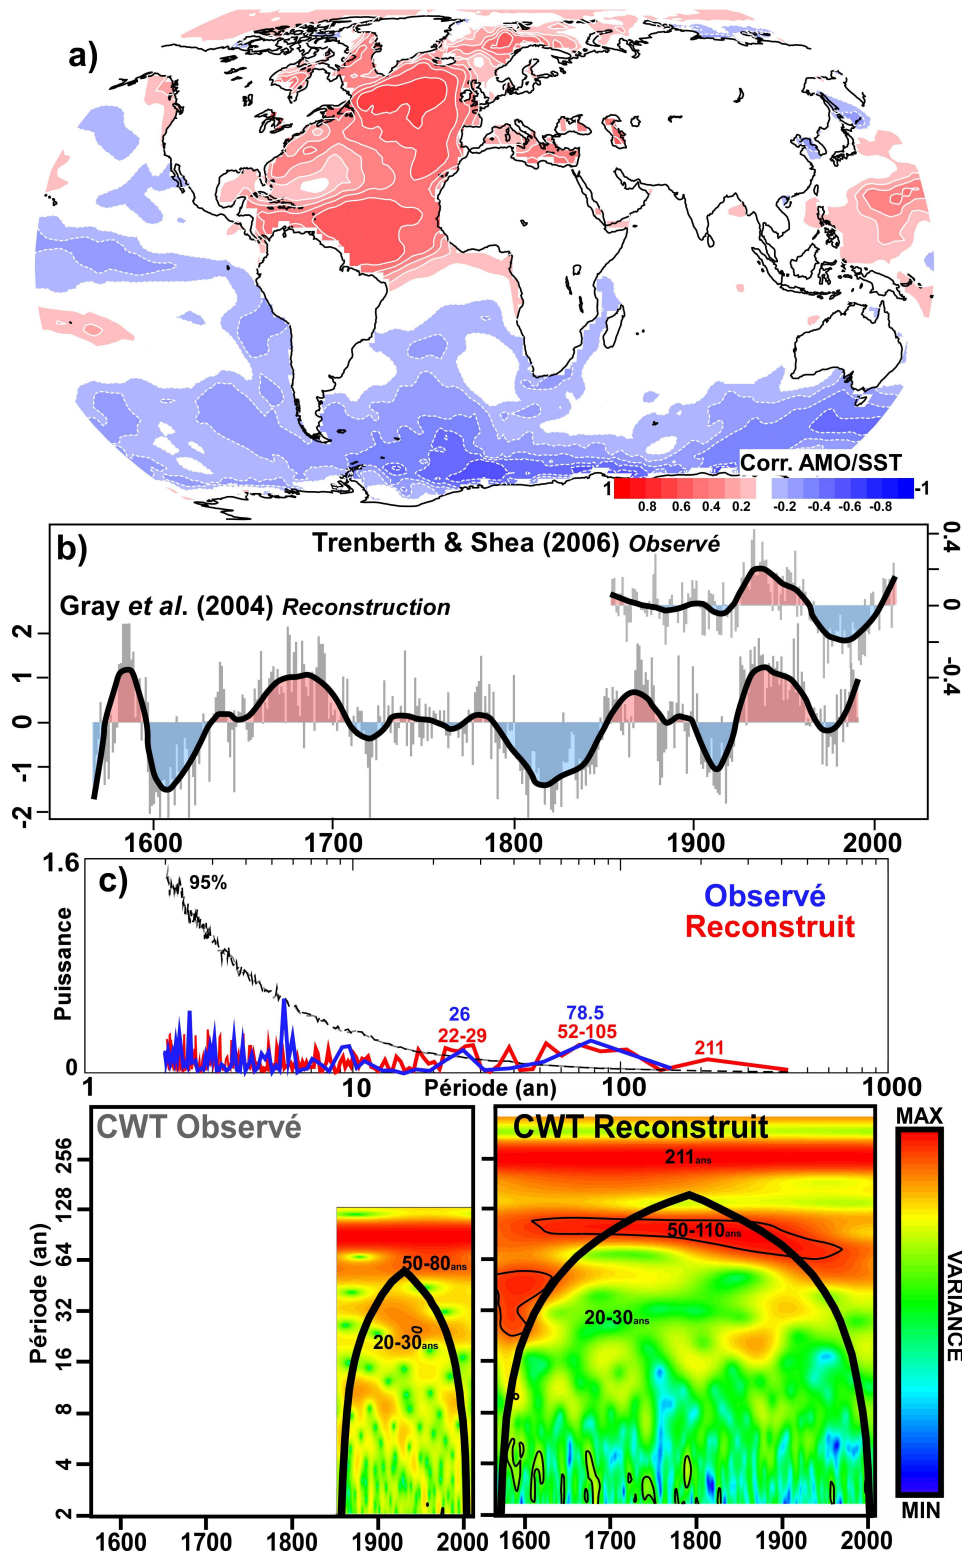 a)
Corr. AMO/SST
1 -1
0.8 0.6 0.4 0.2 -0.2 -0.4 -0.6 -0.8
b)
Trenberth & Shea (2006) Observé
0.4
0
-0.4
Gray et al. (2004) Reconstruction
2
1
0
-1
-2
1600 1700 1800 1900 2000
c)
1.6
Puissance
0
95%
Observé
Reconstruit
26
22-29
78.5
52-105
211
1 10 100 1000
Période (an)
CWT Observé
Période (an)
256
128
64
32
16
8
4
2
50-80ans
20-30ans
1600 1700 1800 1900 2000
CWT Reconstruit
211ans
50-110ans
20-30ans
1600 1700 1800 1900 2000
MAX
VARIANCE
MIN